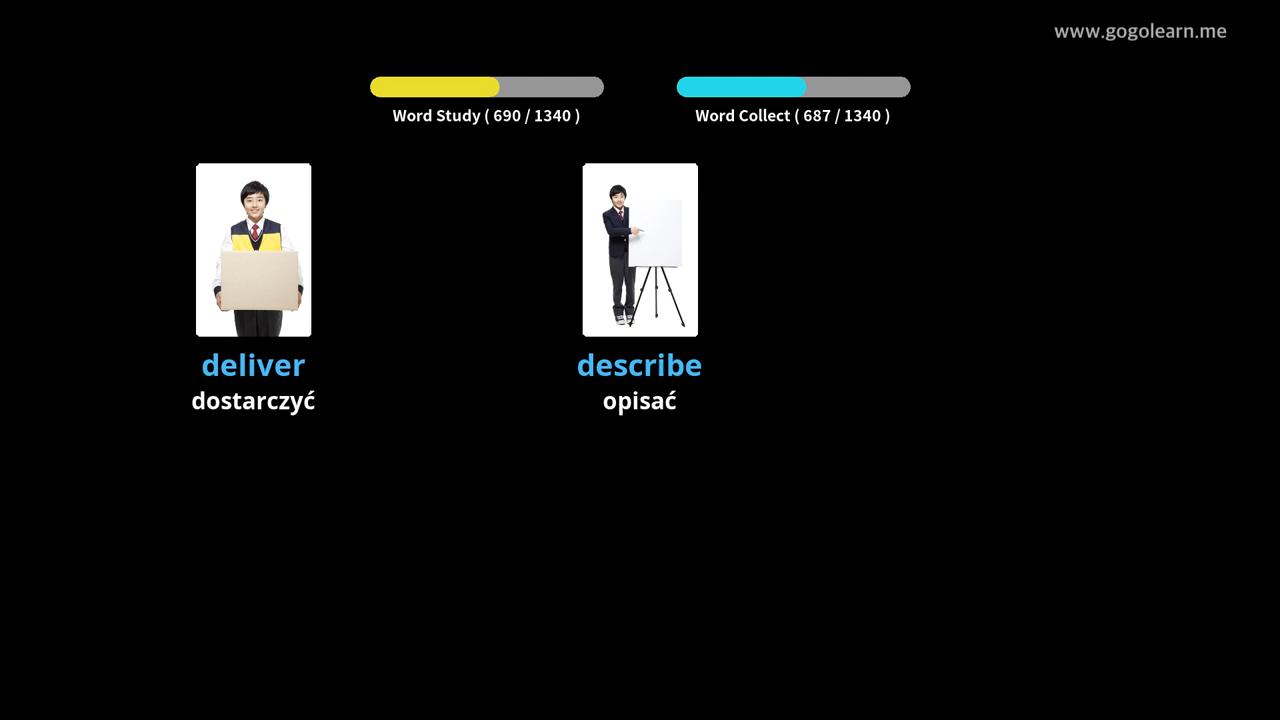 www.gogolearn.me
Word Study ( 690 / 1340 )
Word Collect ( 687 / 1340 )
deliver
dostarczyć
describe
opisać